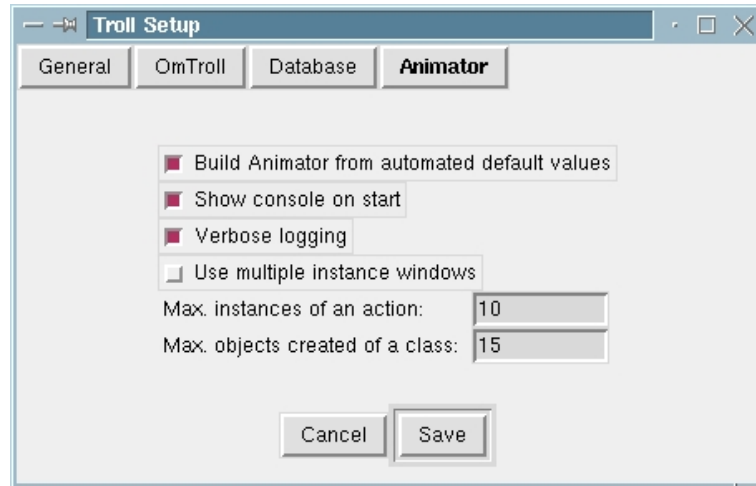 Troll Setup
General OmTroll Database Animator
Build Animator from automated default values
Show console on start
Verbose logging
Use multiple instance windows
Max. instances of an action: 10
Max. objects created of a class: 15
Cancel Save